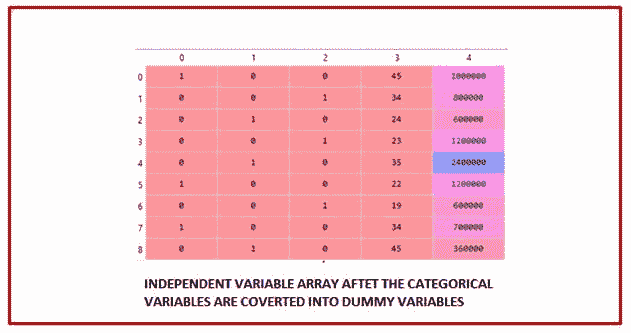 0 1 2 3 4
0 1 0 0 45 1000000
1 0 0 1 34 800000
2 0 1 0 24 600000
3 0 0 1 23 1200000
4 0 1 0 35 2400000
5 1 0 0 22 1200000
6 0 0 1 19 600000
7 1 0 0 34 700000
8 0 1 0 45 360000
INDEPENDENT VARIABLE ARRAY AFTET THE CATEGORICAL
VARIABLES ARE COVERTED INTO DUMMY VARIABLES